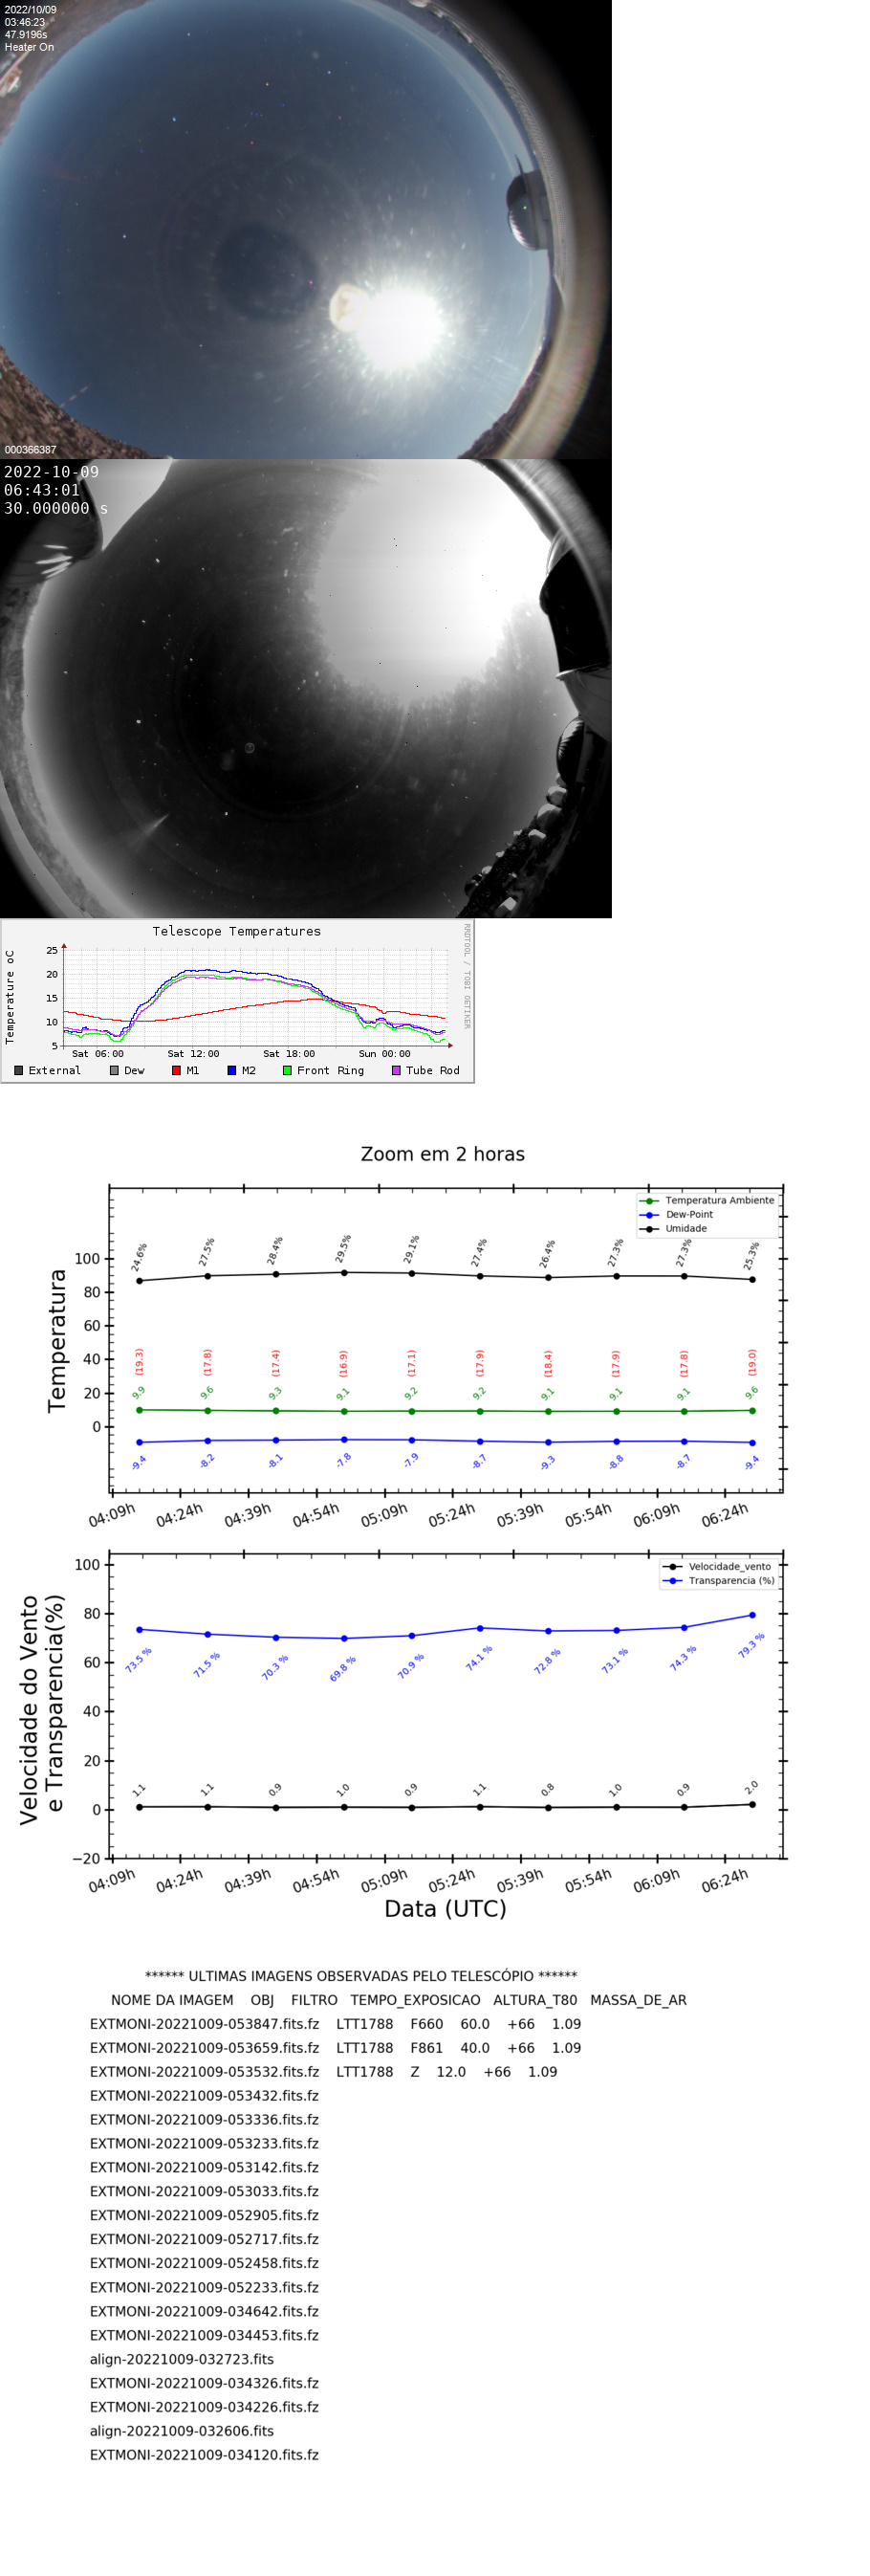 2022/10/09
03:46:23
47.9196s
Heater On
000366387
2022-10-09
06:43:01
30.000000 s
Telescope Temperatures
RRDTOOL / TOBI OETIKER
Temperature oC
25
20
15
10
5
Sat 06:00 Sat 12:00 Sat 18:00 Sun 00:00
External Dew M1 M2 Front Ring Tube Rod
Zoom em 2 horas
Temperatura Ambiente
Dew-Point
Umidade
Temperatura
100
80
60
40
20
0
24.6% 27.5% 28.4% 29.5% 29.1% 27.4% 26.4% 27.3% 27.3% 25.3%
(19.3) (17.8) (17.4) (16.9) (17.1) (17.9) (18.4) (17.9) (17.8) (19.0)
9.9 9.6 9.3 9.1 9.2 9.2 9.1 9.1 9.1 9.6
-9.4 -8.2 -8.1 -7.8 -7.9 -8.7 -9.3 -8.8 -8.7 -9.4
04:09h 04:24h 04:39h 04:54h 05:09h 05:24h 05:39h 05:54h 06:09h 06:24h
Velocidade_vento
Transparencia (%)
Velocidade do Vento
e Transparencia(%)
100
80
60
40
20
0
−20
73.5 % 71.5 % 70.3 % 69.8 % 70.9 % 74.1 % 72.8 % 73.1 % 74.3 % 79.3 %
1.1 1.1 0.9 1.0 0.9 1.1 0.8 1.0 0.9 2.0
04:09h 04:24h 04:39h 04:54h 05:09h 05:24h 05:39h 05:54h 06:09h 06:24h
Data (UTC)
****** ULTIMAS IMAGENS OBSERVADAS PELO TELESCÓPIO ******
NOME DA IMAGEM OBJ FILTRO TEMPO_EXPOSICAO ALTURA_T80 MASSA_DE_AR
EXTMONI-20221009-053847.fits.fz LTT1788 F660 60.0 +66 1.09
EXTMONI-20221009-053659.fits.fz LTT1788 F861 40.0 +66 1.09
EXTMONI-20221009-053532.fits.fz LTT1788 Z 12.0 +66 1.09
EXTMONI-20221009-053432.fits.fz
EXTMONI-20221009-053336.fits.fz
EXTMONI-20221009-053233.fits.fz
EXTMONI-20221009-053142.fits.fz
EXTMONI-20221009-053033.fits.fz
EXTMONI-20221009-052905.fits.fz
EXTMONI-20221009-052717.fits.fz
EXTMONI-20221009-052458.fits.fz
EXTMONI-20221009-052233.fits.fz
EXTMONI-20221009-034642.fits.fz
EXTMONI-20221009-034453.fits.fz
align-20221009-032723.fits
EXTMONI-20221009-034326.fits.fz
EXTMONI-20221009-034226.fits.fz
align-20221009-032606.fits
EXTMONI-20221009-034120.fits.fz